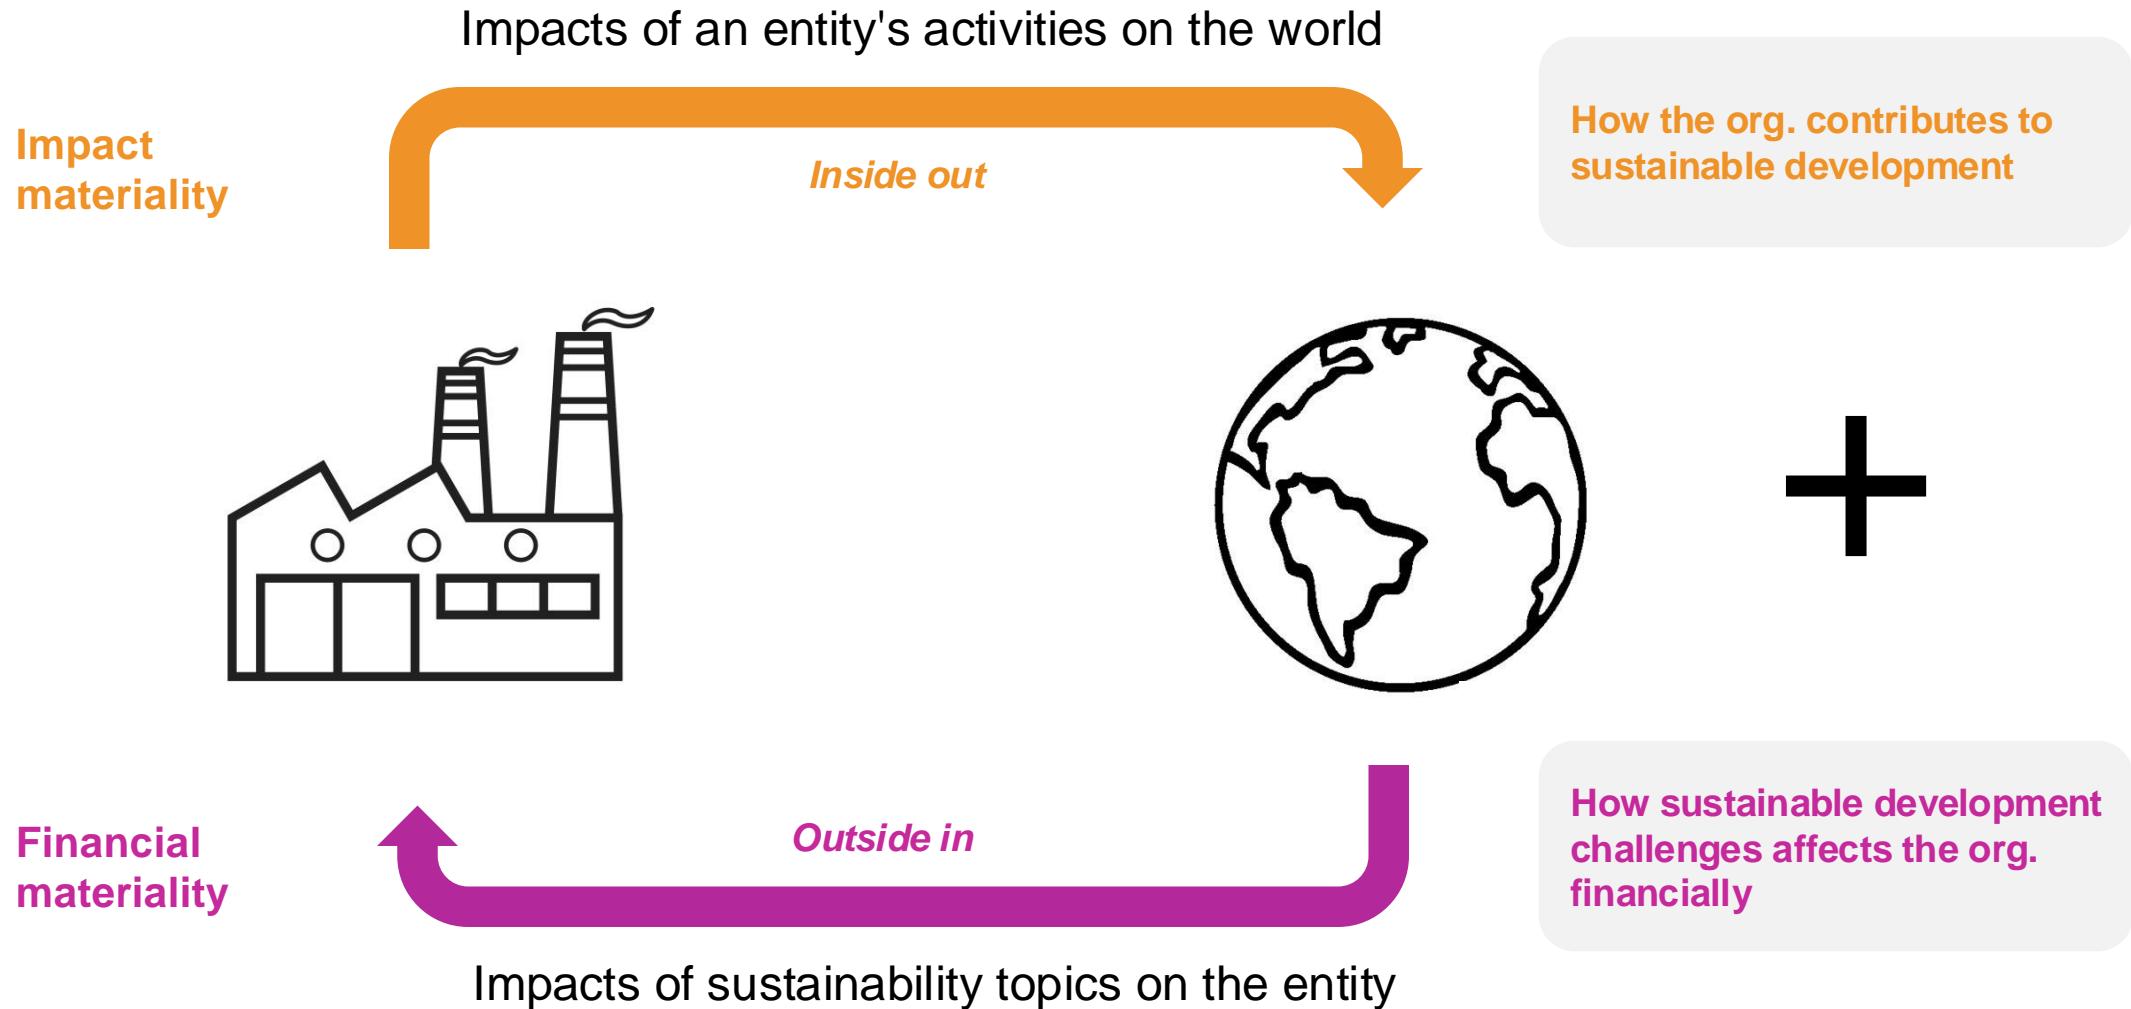 Impacts of an entity's activities on the world
Impact
materiality
Inside out
How the org. contributes to
sustainable development
Financial
materiality
Outside in
How sustainable development
challenges affects the org.
financially
Impacts of sustainability topics on the entity